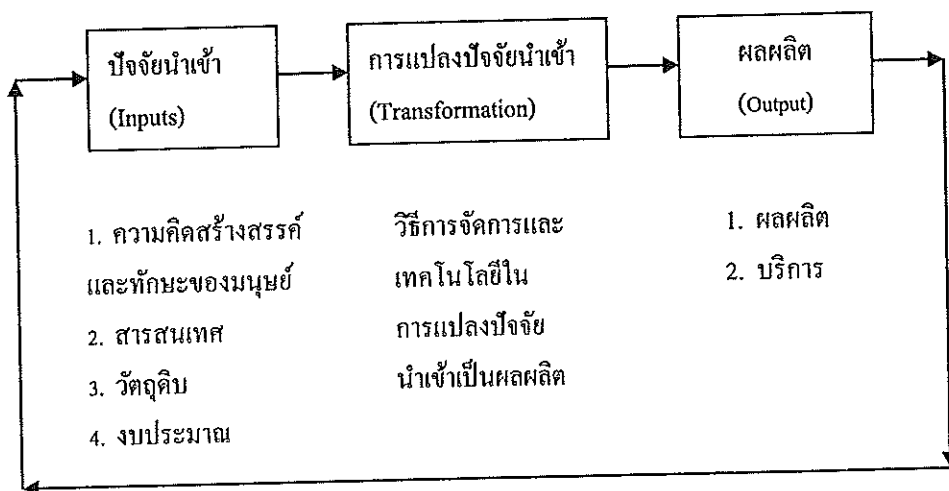 ปัจจัยนำเข้า
(Inputs)
การแปลงปัจจัยนำเข้า
(Transformation)
ผลผลิต
(Output)
1. ความคิดสร้างสรรค์
และทักษะของมนุษย์
2. สารสนเทศ
3. วัตถุดิบ
4. งบประมาณ
วิธีการจัดการและ
เทคโนโลยีใน
การแปลงปัจจัย
นำเข้าเป็นผลผลิต
1. ผลผลิต
2. บริการ